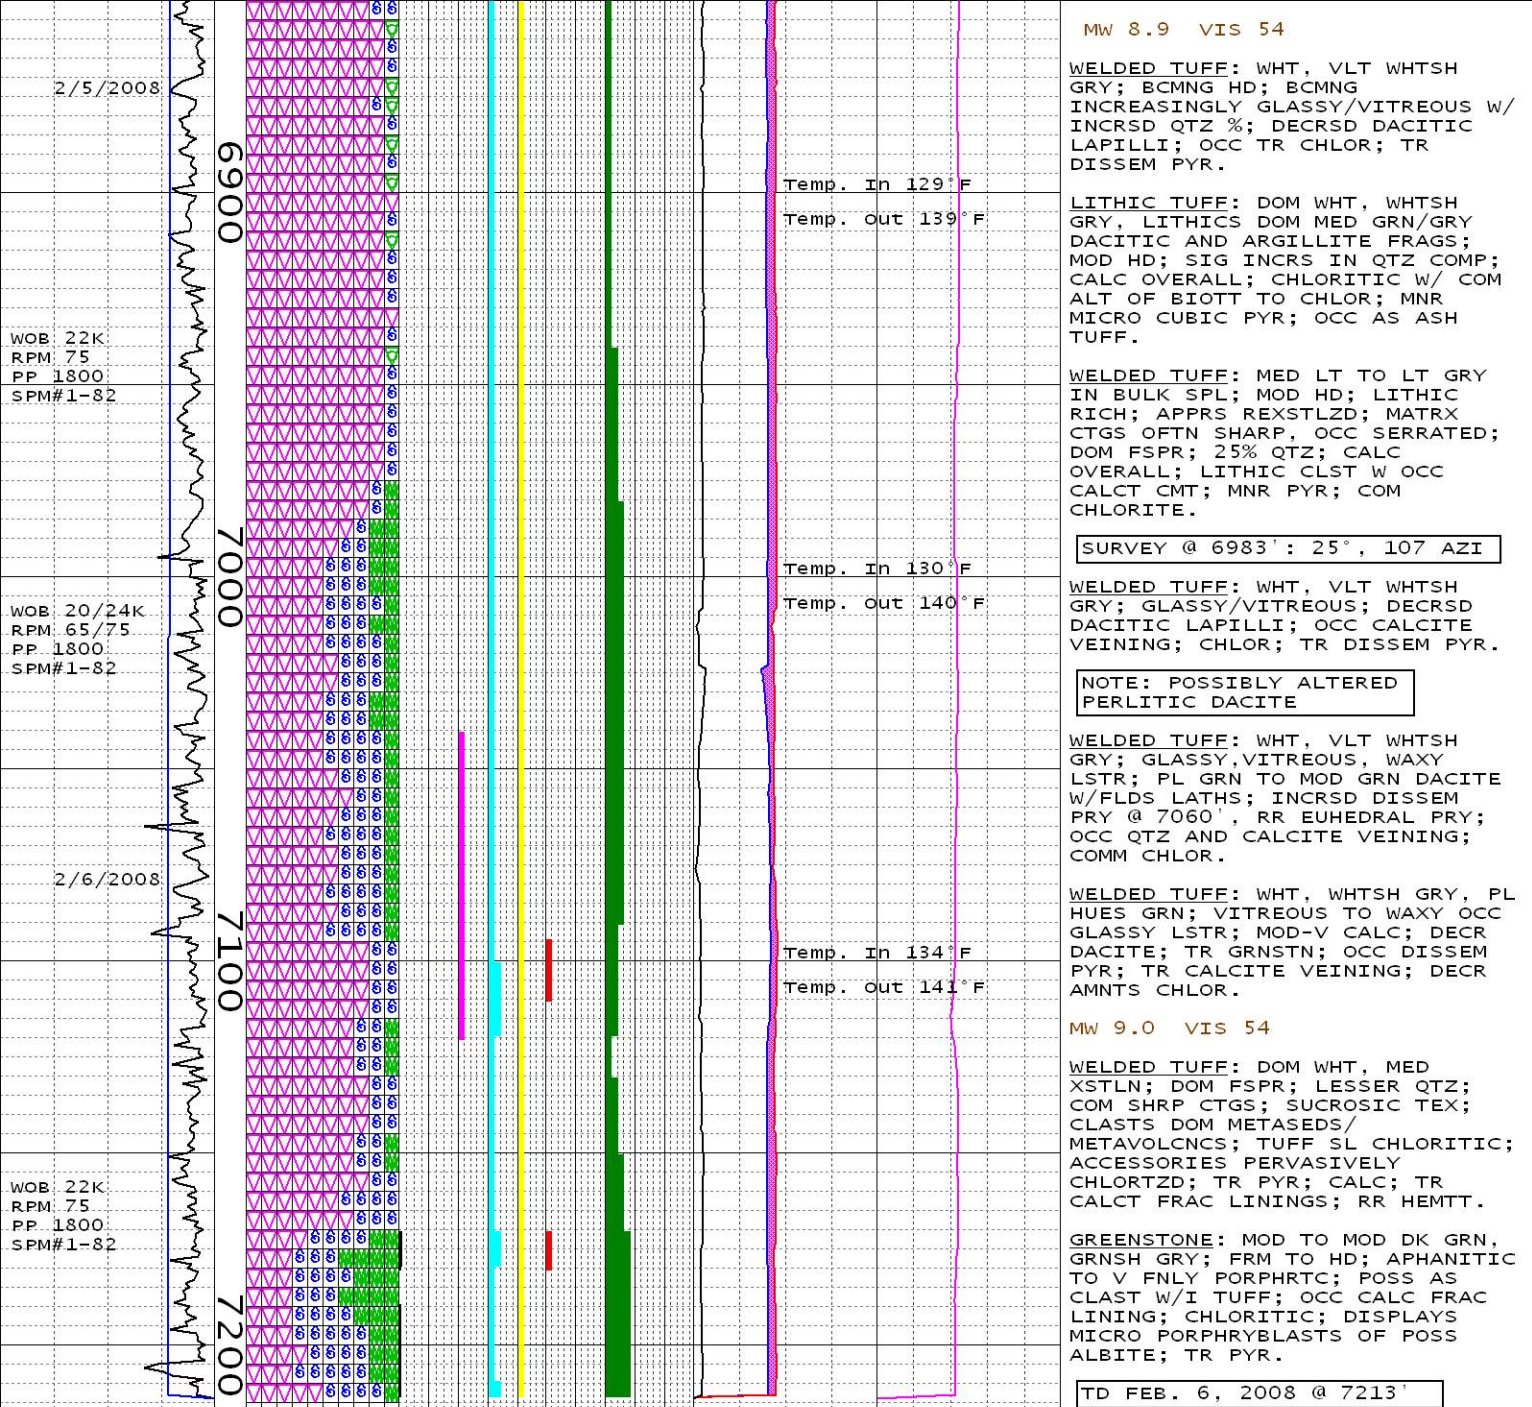 2/5/2008
6900
WOB 22K
RPM 75
PP 1800
SPM#1-82
7000
WOB 20/24K
RPM 65/75
PP 1800
SPM#1-82
2/6/2008
7100
WOB 22K
RPM 75
PP 1800
SPM#1-82
7200
Temp. In 129°F
Temp. Out 139°F
Temp. In 130°F
Temp. Out 140°F
Temp. In 134°F
Temp. Out 141°F
MW 8.9 VIS 54
WELDED TUFF: WHT, VLT WHTSH
GRY; BCMNG HD; BCMNG
INCREASINGLY GLASSY/VITREOUS W/
INCRSD QTZ %; DECRSD DACITIC
LAPILLI; OCC TR CHLOR; TR
DISSEM PYR.
LITHIC TUFF: DOM WHT, WHTSH
GRY, LITHICS DOM MED GRN/GRY
DACITIC AND ARGILLITE FRAGS;
MOD HD; SIG INCRS IN QTZ COMP;
CALC OVERALL; CHLORITIC W/ COM
ALT OF BIOTT TO CHLOR; MNR
MICRO CUBIC PYR; OCC AS ASH
TUFF.
WELDED TUFF: MED LT TO LT GRY
IN BULK SPL; MOD HD; LITHIC
RICH; APPRS REXSTLZD; MATRX
CTGS OFTN SHARP, OCC SERRATED;
DOM FSPR; 25% QTZ; CALC
OVERALL; LITHIC CLST W OCC
CALCT CMT; MNR PYR; COM
CHLORITE.
SURVEY @ 6983': 25°, 107 AZI
WELDED TUFF: WHT, VLT WHTSH
GRY; GLASSY/VITREOUS; DECRSD
DACITIC LAPILLI; OCC CALCITE
VEINING; CHLOR; TR DISSEM PYR.
NOTE: POSSIBLY ALTERED
PERLITIC DACITE
WELDED TUFF: WHT, VLT WHTSH
GRY; GLASSY,VITREOUS, WAXY
LSTR; PL GRN TO MOD GRN DACITE
W/FLDS LATHS; INCRSD DISSEM
PRY @ 7060', RR EUHEDRAL PRY;
OCC QTZ AND CALCITE VEINING;
COMM CHLOR.
WELDED TUFF: WHT, WHTSH GRY, PL
HUES GRN; VITREOUS TO WAXY OCC
GLASSY LSTR; MOD-V CALC; DECR
DACITE; TR GRNSTN; OCC DISSEM
PYR; TR CALCITE VEINING; DECR
AMNTS CHLOR.
MW 9.0 VIS 54
WELDED TUFF: DOM WHT, MED
XSTLN; DOM FSPR; LESSER QTZ;
COM SHRP CTGS; SUCROSIC TEX;
CLASTS DOM METASEDS/
METAVOLCNCS; TUFF SL CHLORITIC;
ACCESSORIES PERVASIVELY
CHLORTZD; TR PYR; CALC; TR
CALCT FRAC LININGS; RR HEMTT.
GREENSTONE: MOD TO MOD DK GRN,
GRNSH GRY; FRM TO HD; APHANITIC
TO V FNLY PORPHRTC; POSS AS
CLAST W/I TUFF; OCC CALC FRAC
LINING; CHLORITIC; DISPLAYS
MICRO PORPHRYBLASTS OF POSS
ALBITE; TR PYR.
TD FEB. 6, 2008 @ 7213'